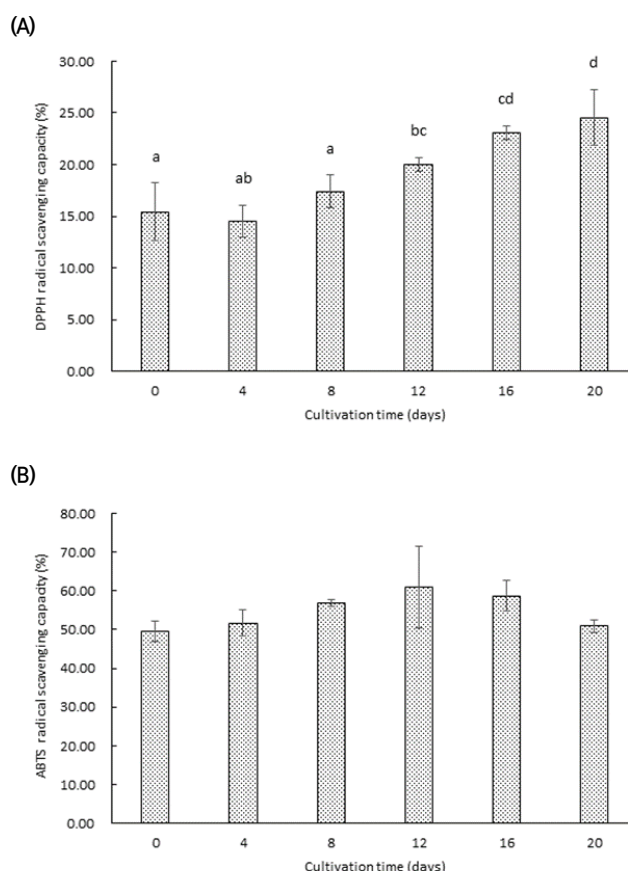 (A)
DPPH radical scavenging capacity (%)
30.00
25.00
20.00
15.00
10.00
5.00
0.00
a ab a bc cd d
0 4 8 12 16 20
Cultivation time (days)
(B)
ABTS radical scavenging capacity (%)
80.00
70.00
60.00
50.00
40.00
30.00
20.00
10.00
0.00
0 4 8 12 16 20
Cultivation time (days)